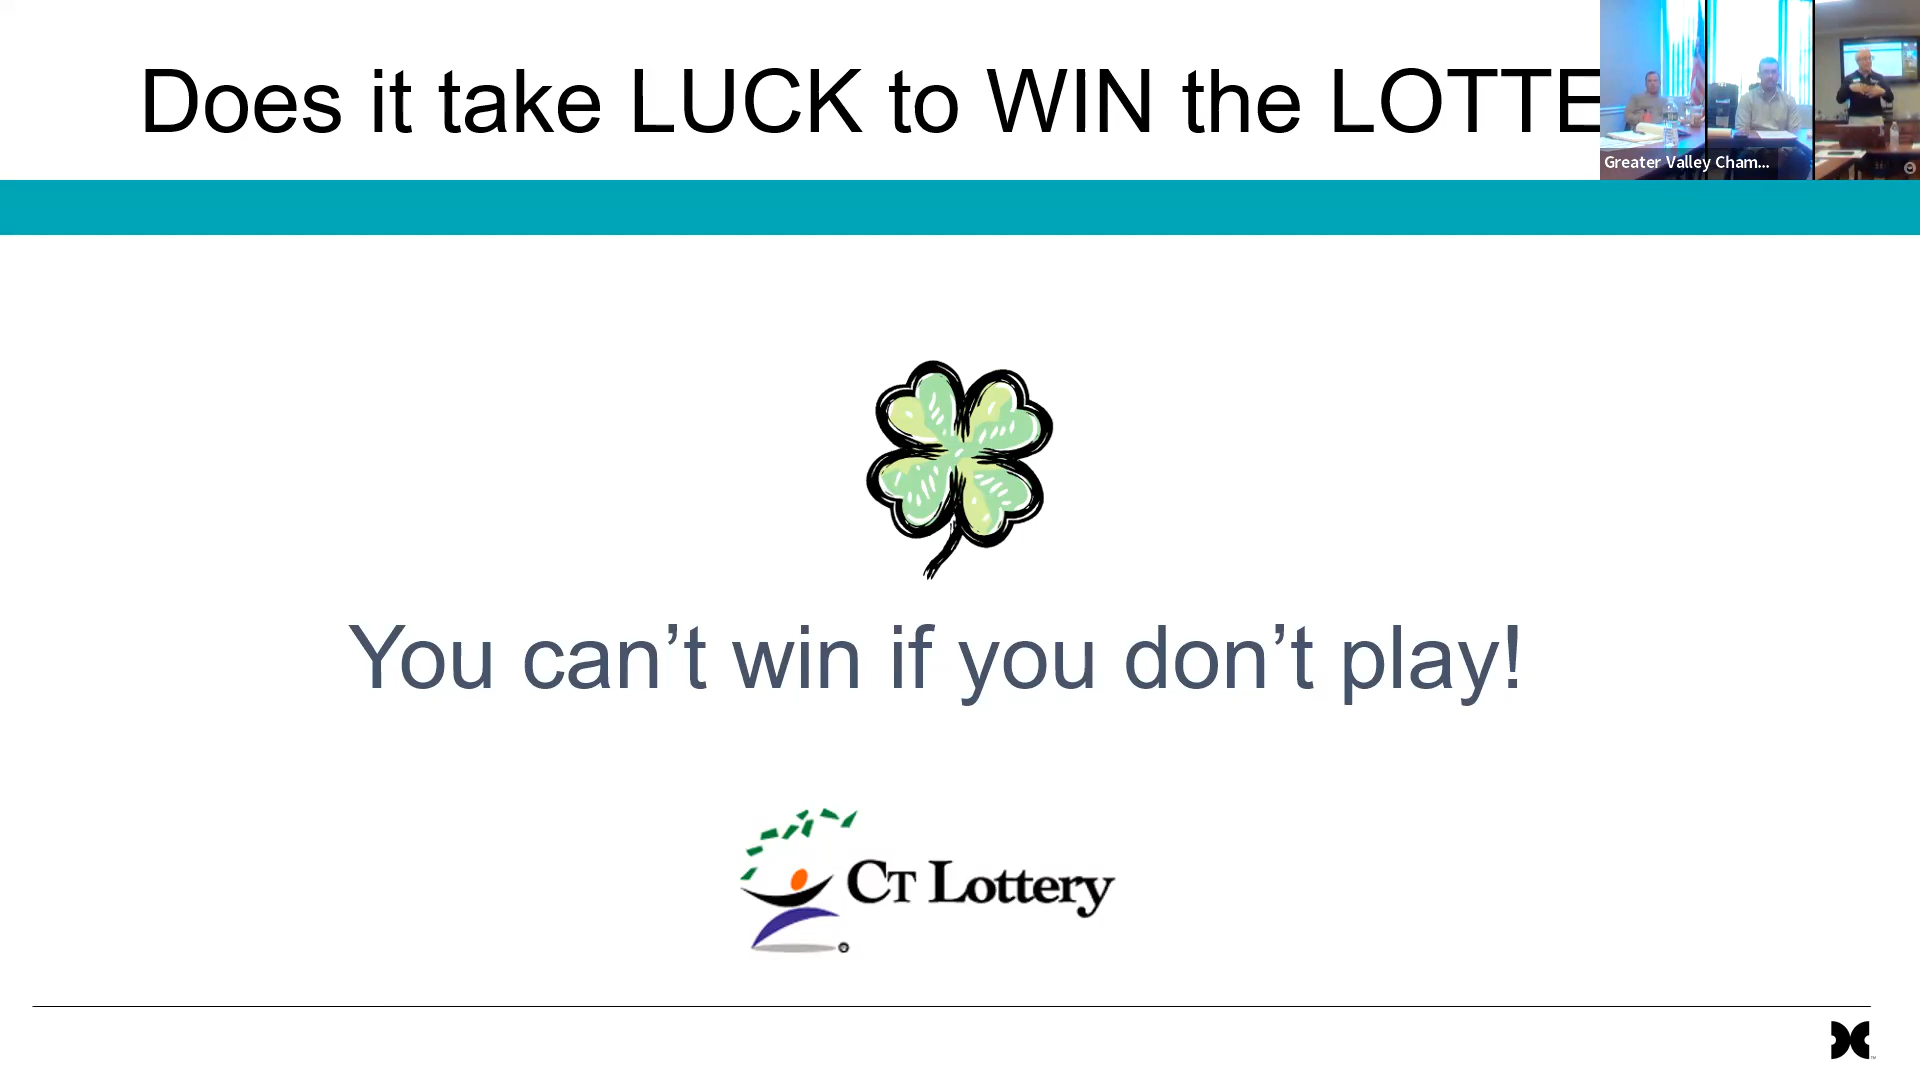 Does it take LUCK to WIN the LOTTE
Greater Valley Cham...
You can’t win if you don’t play!
CT Lottery